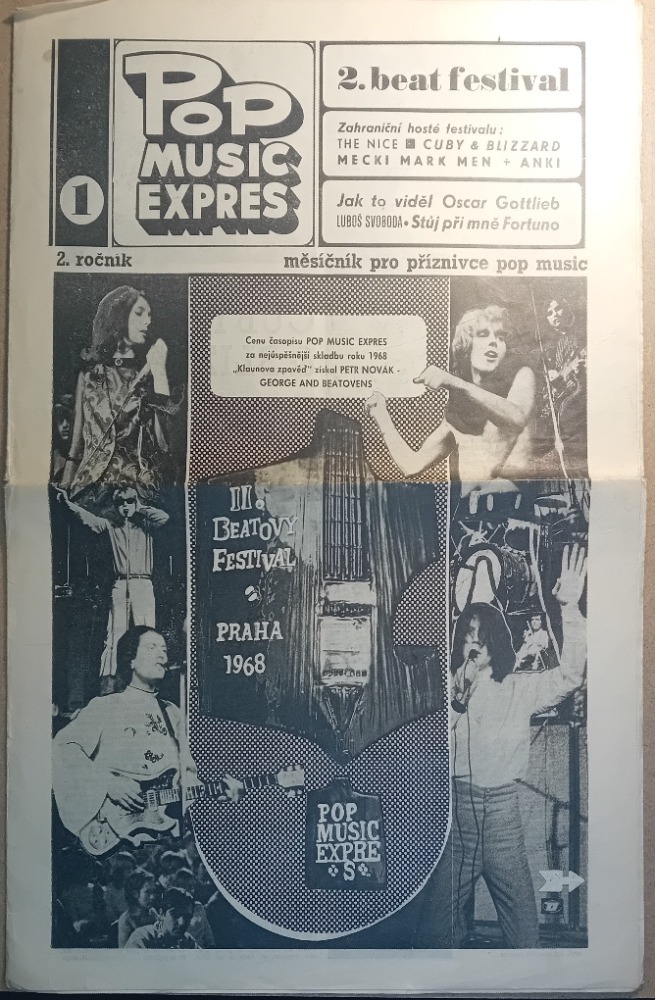 1
POP
MUSIC
EXPRES
2. beat festival
Zahraniční hosté festivalu:
THE NICE ■ CUBY & BLIZZARD
MECKI MARK MEN + ANKI
Jak to viděl Oscar Gottlieb
LUBOŠ SVOBODA • Stůj při mně Fortuno
2. ročník
měsíčník pro příznivce pop music
Cenu časopisu POP MUSIC EXPRES
za nejúspěšnější skladbu roku 1968
„Klaunova zpověď" získal PETR NOVÁK -
GEORGE AND BEATOVENS
II.
BEATOVÝ
FESTIVAL
PRAHA
1968
POP
MUSIC
EXPRE
S